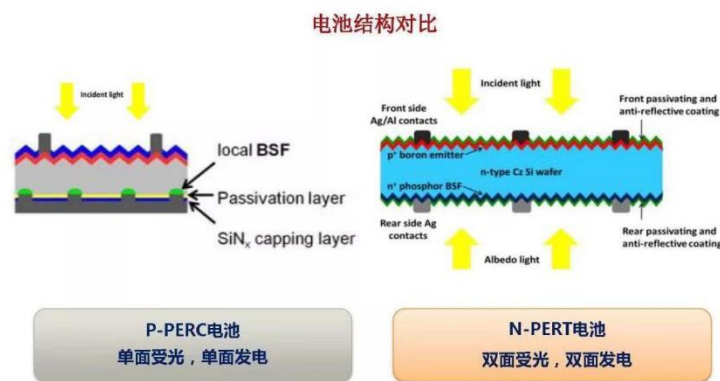 电池结构对比
Incident light
local BSF
Passivation layer
SiNx capping layer
P-PERC电池
单面受光，单面发电
Incident light
Front side
Ag/Al contacts
Front passivating and
anti-reflective coating
p+ boron emitter
n-type Cz Si wafer
n+ phosphor BSF
Rear side Ag
contacts
Rear passivating and
anti-reflective coating
Albedo light
N-PERT电池
双面受光，双面发电